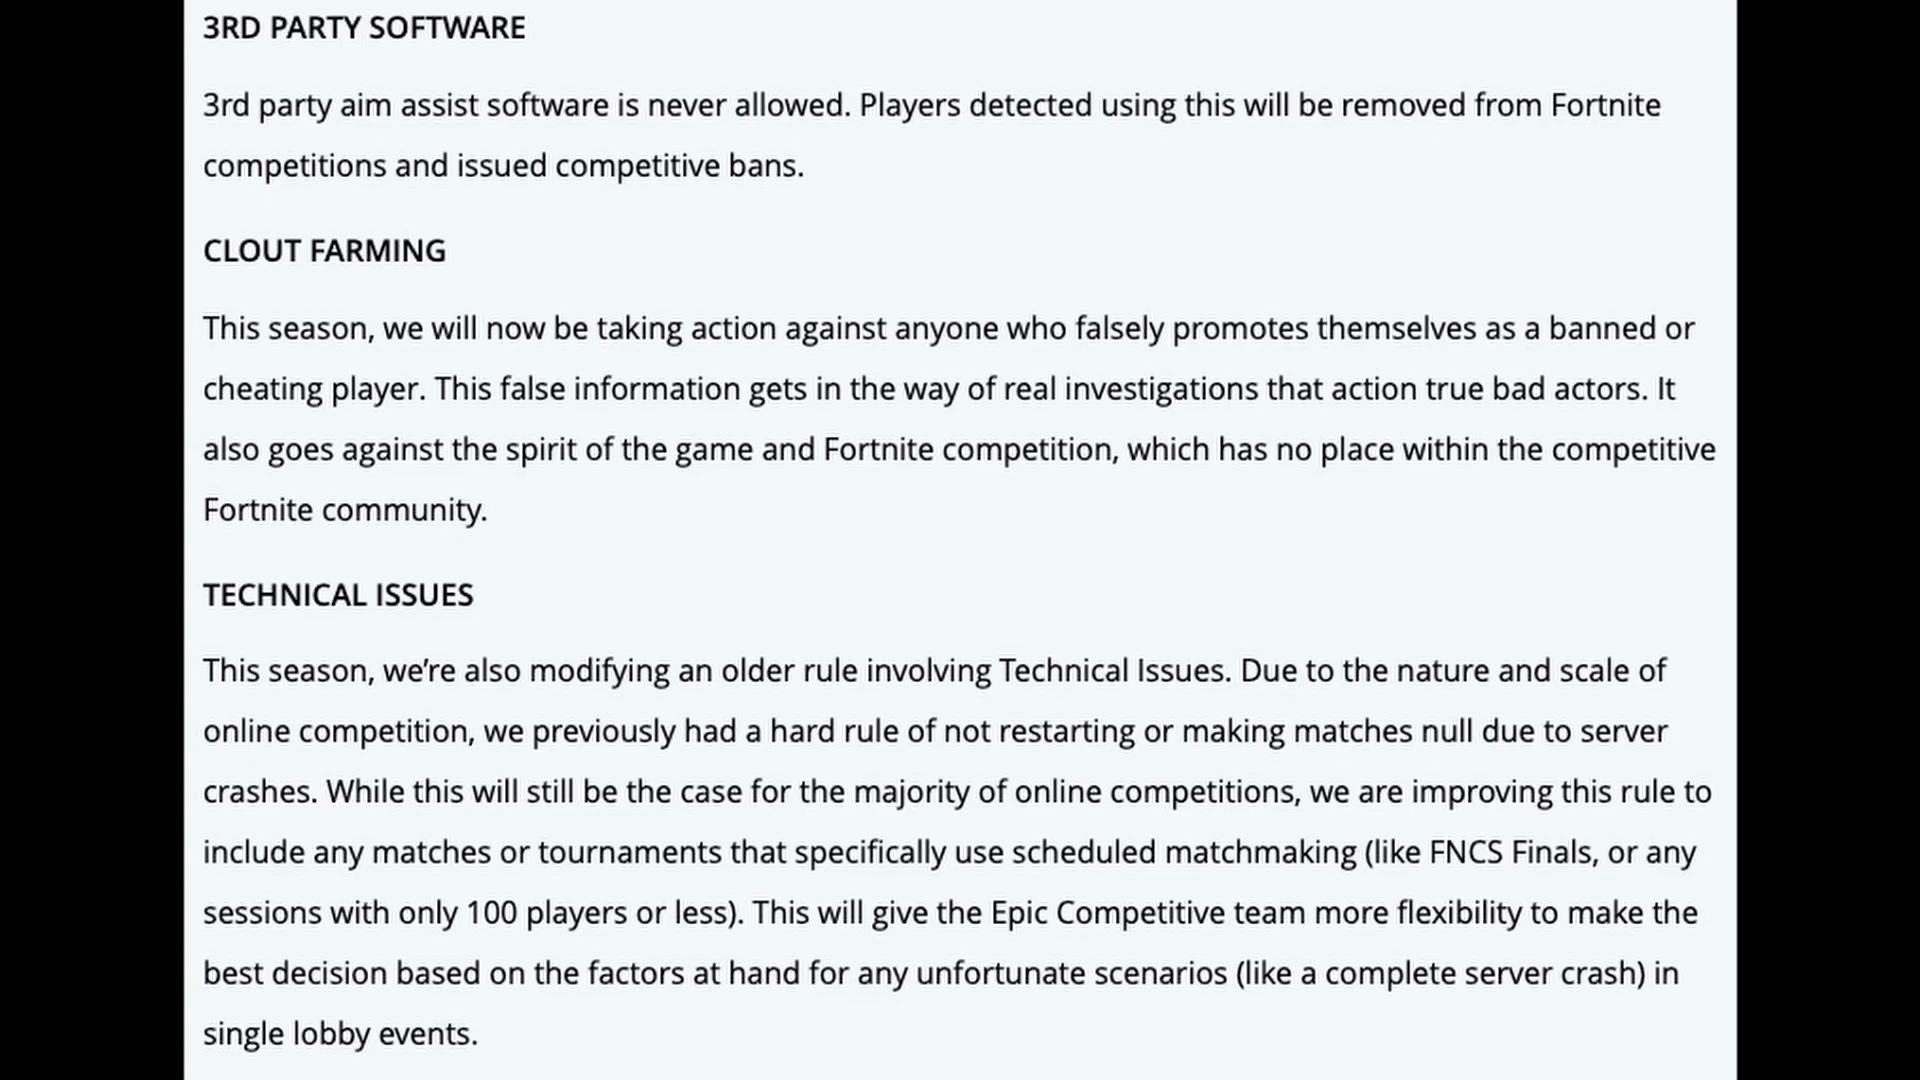 3RD PARTY SOFTWARE
3rd party aim assist software is never allowed. Players detected using this will be removed from Fortnite
competitions and issued competitive bans.
CLOUT FARMING
This season, we will now be taking action against anyone who falsely promotes themselves as a banned or
cheating player. This false information gets in the way of real investigations that action true bad actors. It
also goes against the spirit of the game and Fortnite competition, which has no place within the competitive
Fortnite community.
TECHNICAL ISSUES
This season, we’re also modifying an older rule involving Technical Issues. Due to the nature and scale of
online competition, we previously had a hard rule of not restarting or making matches null due to server
crashes. While this will still be the case for the majority of online competitions, we are improving this rule to
include any matches or tournaments that specifically use scheduled matchmaking (like FNCS Finals, or any
sessions with only 100 players or less). This will give the Epic Competitive team more flexibility to make the
best decision based on the factors at hand for any unfortunate scenarios (like a complete server crash) in
single lobby events.